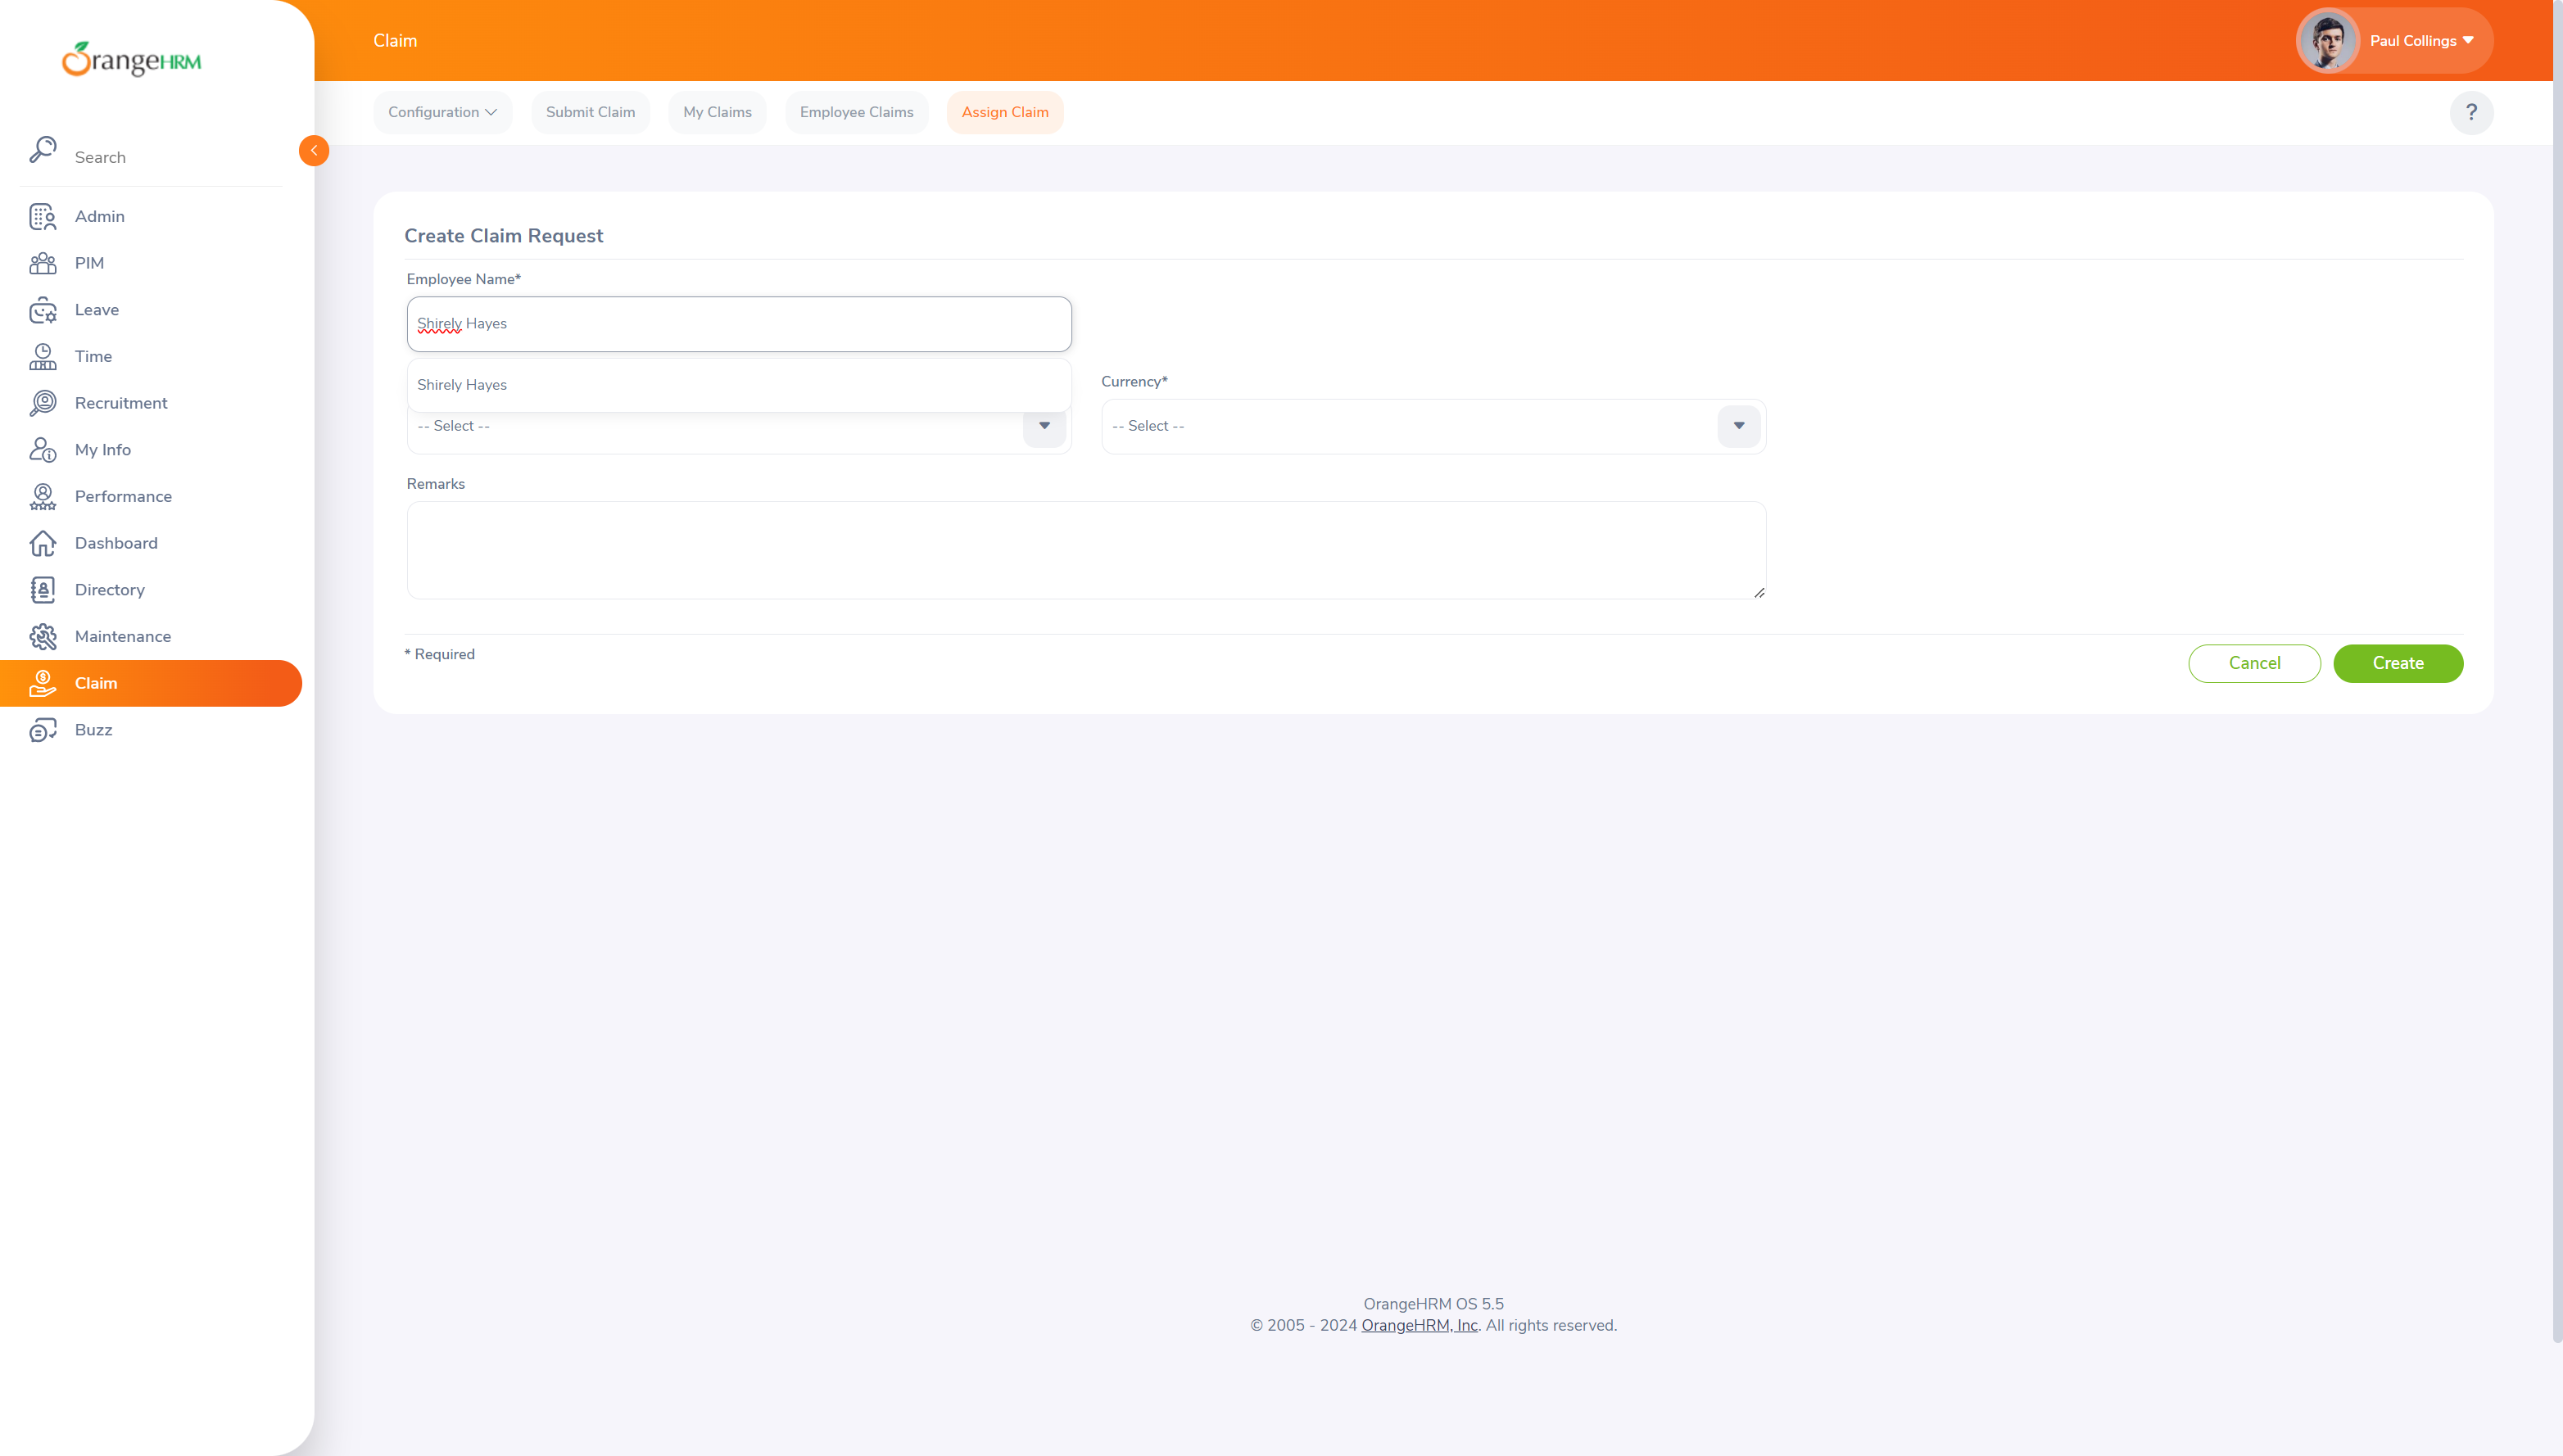 OrangeHRM
Search
Admin
PIM
Leave
Time
Recruitment
My Info
Performance
Dashboard
Directory
Maintenance
Claim
Buzz
Claim
Paul Collings
Configuration
Submit Claim
My Claims
Employee Claims
Assign Claim
?
Create Claim Request
Employee Name*
Shirely Hayes
Shirely Hayes
-- Select --
Currency*
-- Select --
Remarks
* Required
Cancel
Create
OrangeHRM OS 5.5
© 2005 - 2024 OrangeHRM, Inc. All rights reserved.